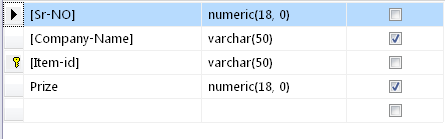 [Sr-NO] numeric(18, 0)
[Company-Name] varchar(50)
[Item-id] varchar(50)
Prize numeric(18, 0)